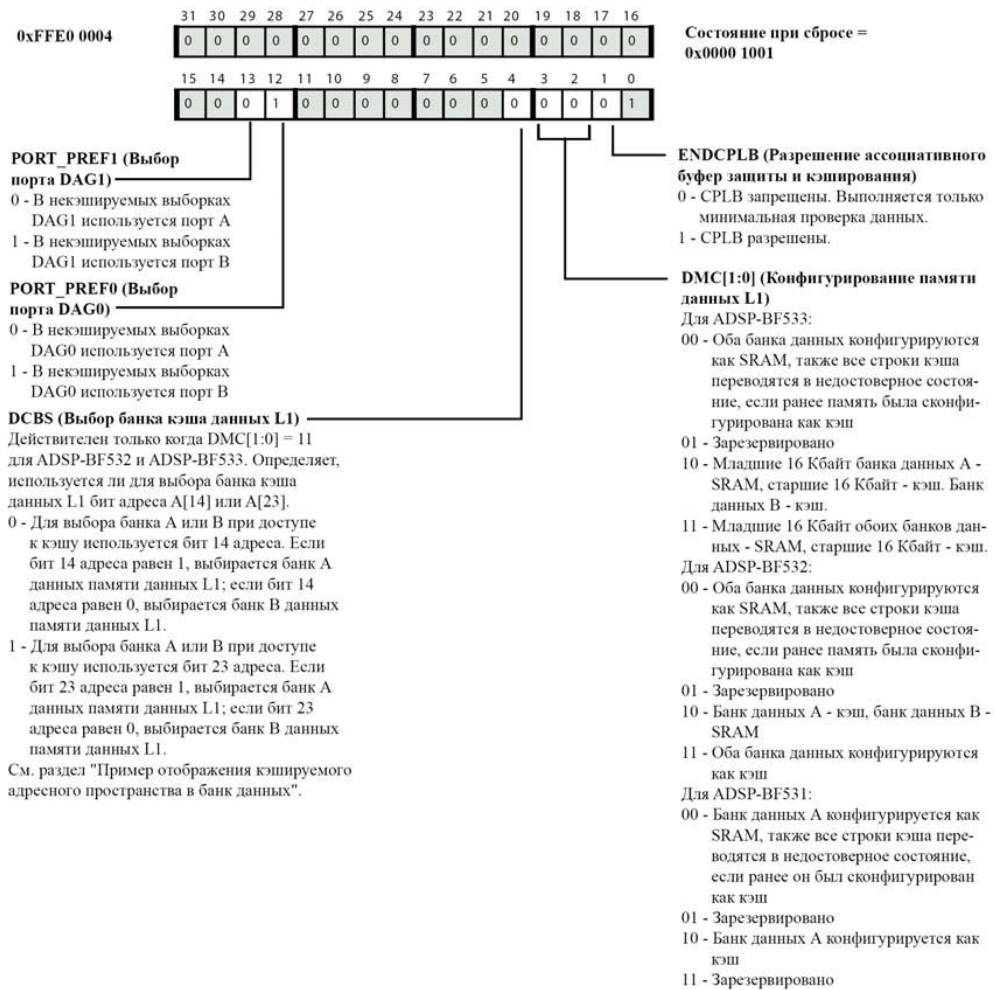 31 30 29 28 27 26 25 24 23 22 21 20 19 18 17 16
0xFFE0 0004
0 0 0 0 0 0 0 0 0 0 0 0 0 0 0 0
Состояние при сбросе =
0x0000 1001
15 14 13 12 11 10 9 8 7 6 5 4 3 2 1 0
0 0 0 1 0 0 0 0 0 0 0 0 0 0 0 1
PORT_PREF1 (Выбор
порта DAG1)
0 - В некэшируемых выборках
DAG1 используется порт A
1 - В некэшируемых выборках
DAG1 используется порт B
PORT_PREF0 (Выбор
порта DAG0)
0 - В некэшируемых выборках
DAG0 используется порт A
1 - В некэшируемых выборках
DAG0 используется порт B
DCBS (Выбор банка кэша данных L1)
Действителен только когда DMC[1:0] = 11
для ADSP-BF532 и ADSP-BF533. Определяет,
используется ли для выбора банка кэша
данных L1 бит адреса A[14] или A[23].
0 - Для выбора банка A или B при доступе
к кэшу используется бит 14 адреса. Если
бит 14 адреса равен 1, выбирается банк A
данных памяти данных L1; если бит 14
адреса равен 0, выбирается банк B данных
памяти данных L1.
1 - Для выбора банка A или B при доступе
к кэшу используется бит 23 адреса. Если
бит 23 адреса равен 1, выбирается банк A
данных памяти данных L1; если бит 23
адреса равен 0, выбирается банк B данных
памяти данных L1.
См. раздел "Пример отображения кэшируемого
адресного пространства в банк данных".
ENDCPLB (Разрешение ассоциативного
буфер защиты и кэширования)
0 - CPLB запрещены. Выполняется только
минимальная проверка данных.
1 - CPLB разрешены.
DMC[1:0] (Конфигурирование памяти
данных L1)
Для ADSP-BF533:
00 - Оба банка данных конфигурируются
как SRAM, также все строки кэша
переводятся в недостоверное состоя-
ние, если ранее память была сконфи-
гурирована как кэш
01 - Зарезервировано
10 - Младшие 16 Кбайт банка данных A -
SRAM, старшие 16 Кбайт - кэш. Банк
данных B - кэш.
11 - Младшие 16 Кбайт обоих банков дан-
ных - SRAM, старшие 16 Кбайт - кэш.
Для ADSP-BF532:
00 - Оба банка данных конфигурируются
как SRAM, также все строки кэша
переводятся в недостоверное состоя-
ние, если ранее память была сконфи-
гурирована как кэш
01 - Зарезервировано
10 - Банк данных A - кэш, банк данных B -
SRAM
11 - Оба банка данных конфигурируются
как кэш
Для ADSP-BF531:
00 - Банк данных A конфигурируется как
SRAM, также все строки кэша пере-
водятся в недостоверное состояние,
если ранее он был сконфигурирован
как кэш
01 - Зарезервировано
10 - Банк данных A конфигурируется как
кэш
11 - Зарезервировано